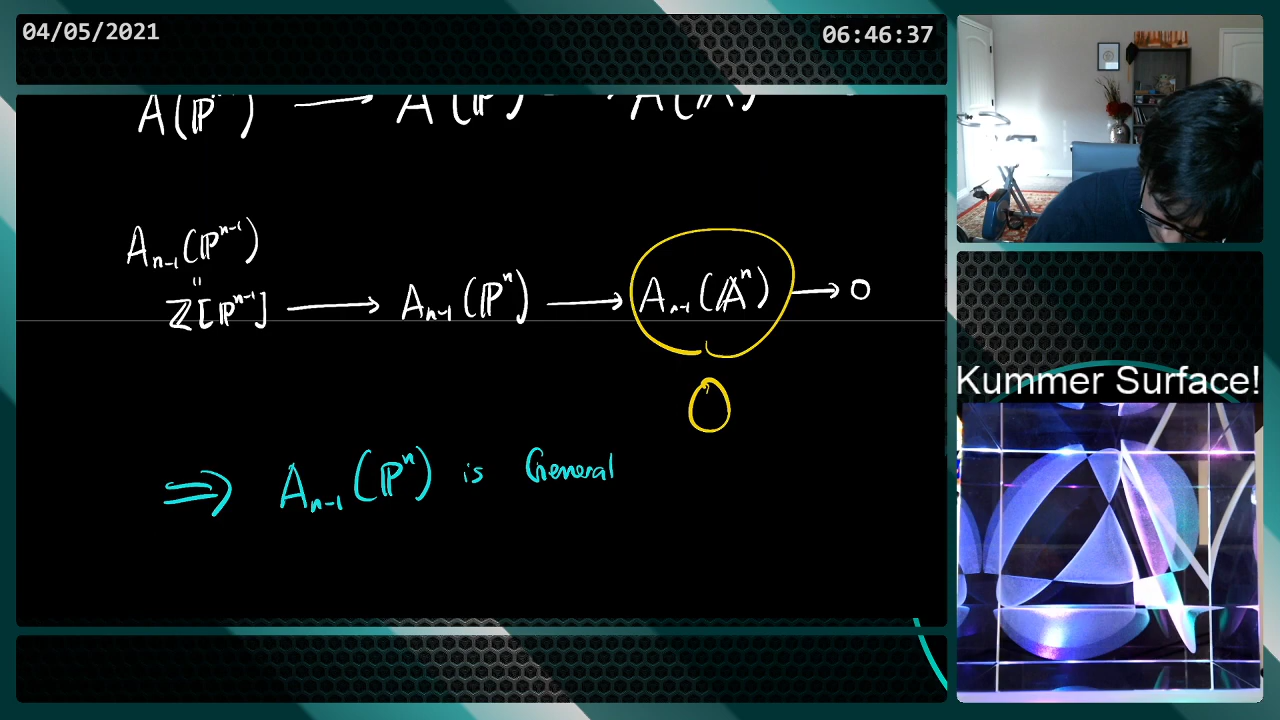 04/05/2021
06:46:37
A_{n-1}(ℙ^{n-1})
"
ℤ[ℙ^{n-1}] ⟶ A_{n-1}(ℙ^n) ⟶ A_{n-1}(𝔸^n) ⟶ 0
0
⟹ A_{n-1}(ℙ^n) is General
Kummer Surface!